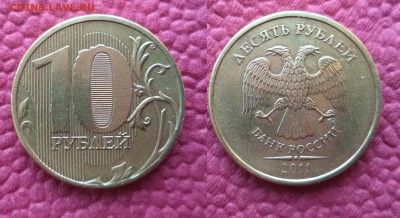 COINS.LAVE.RU
10
РУБЛЕЙ
ДЕСЯТЬ РУБЛЕЙ
БАНК РОССИИ
2011